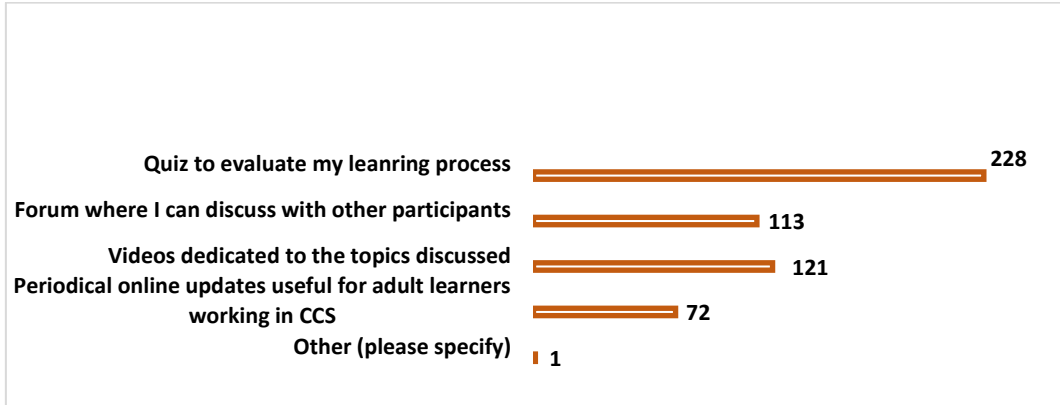 Quiz to evaluate my leanring process
228
Forum where I can discuss with other participants
113
Videos dedicated to the topics discussed
121
Periodical online updates useful for adult learners
working in CCS
72
Other (please specify)
1